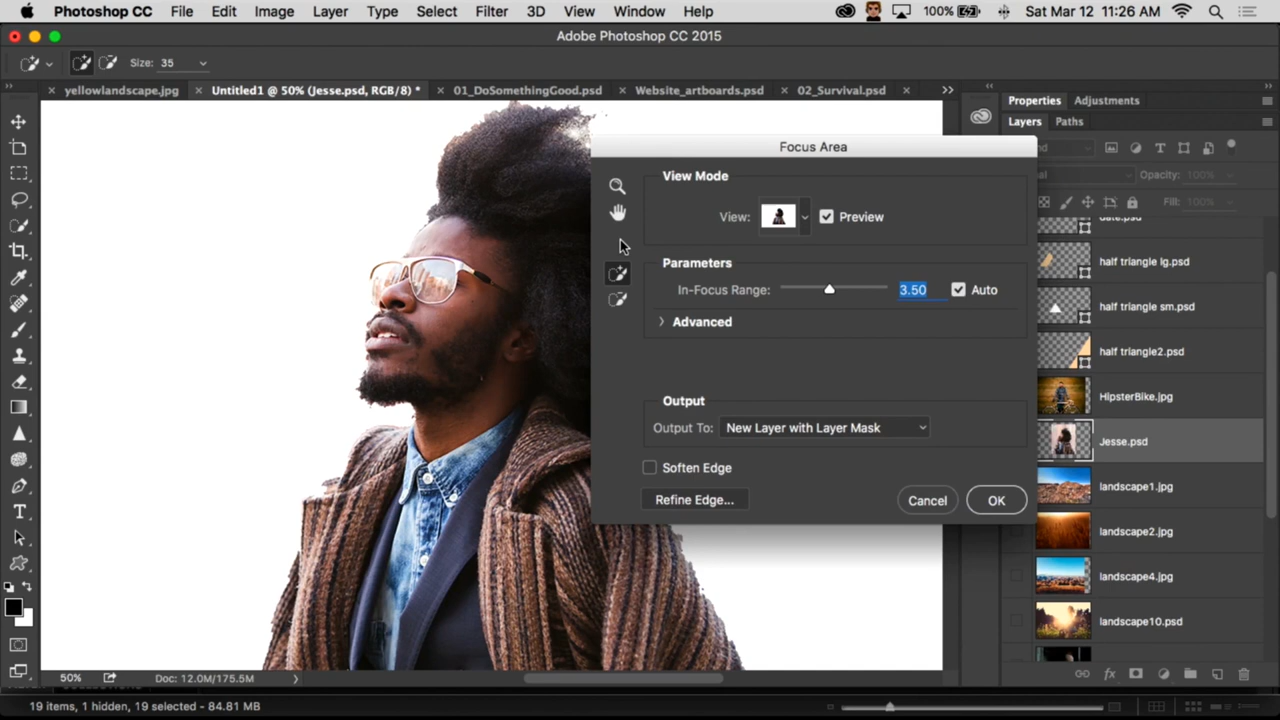 Photoshop CC File Edit Image Layer Type Select Filter 3D View Window Help 100% Sat Mar 12 11:26 AM
Adobe Photoshop CC 2015
Size: 35
yellowlandscape.jpg Untitled1 @ 50% (Jesse.psd, RGB/8) * 01_DoSomethingGood.psd Website_artboards.psd 02_Survival.psd
Properties Adjustments
Layers Paths
Focus Area
Opacity: 100%
View Mode
Fill: 100%
View: Preview
date.psd
Parameters
half triangle lg.psd
In-Focus Range: 3.50 Auto
half triangle sm.psd
Advanced
half triangle2.psd
HipsterBike.jpg
Output
Output To: New Layer with Layer Mask
Jesse.psd
Soften Edge
landscape1.jpg
Refine Edge... Cancel OK
landscape2.jpg
landscape4.jpg
landscape10.psd
50% Doc: 12.0M/175.5M
19 items, 1 hidden, 19 selected - 84.81 MB